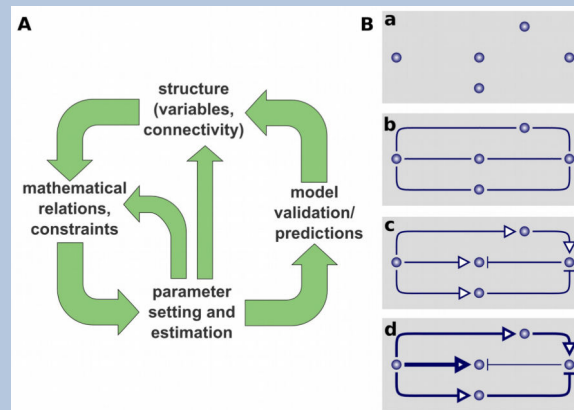 A
structure
(variables,
connectivity)
mathematical
relations,
constraints
model
validation/
predictions
parameter
setting and
estimation
B
a
b
c
d